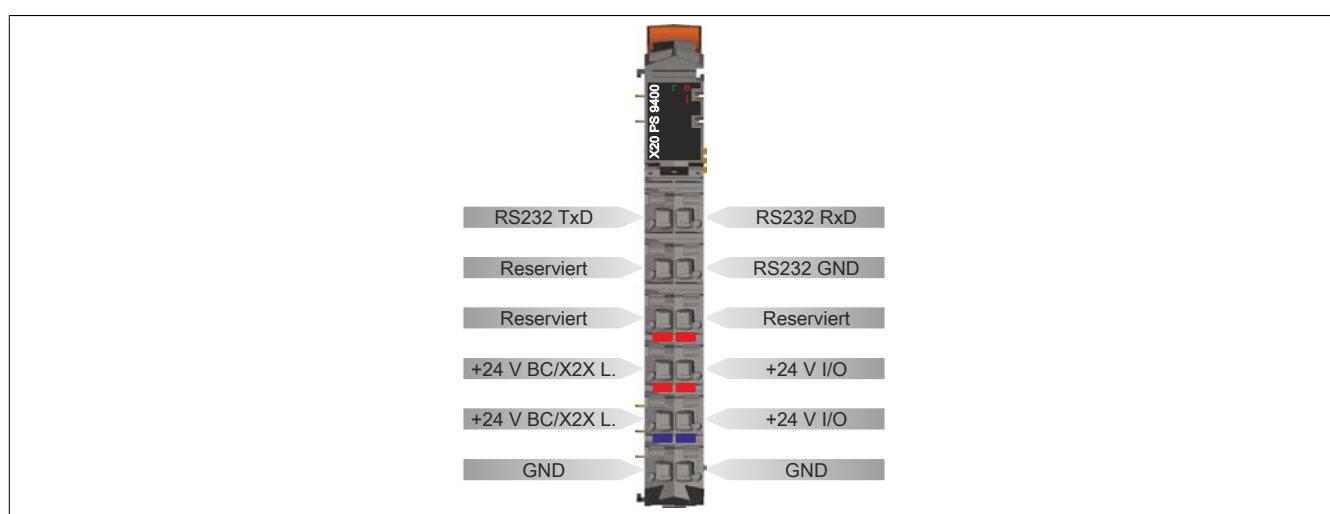 r e
l
X20 PS 9400
RS232 TxD RS232 RxD
Reserviert RS232 GND
Reserviert Reserviert
+24 V BC/X2X L. +24 V I/O
+24 V BC/X2X L. +24 V I/O
GND GND